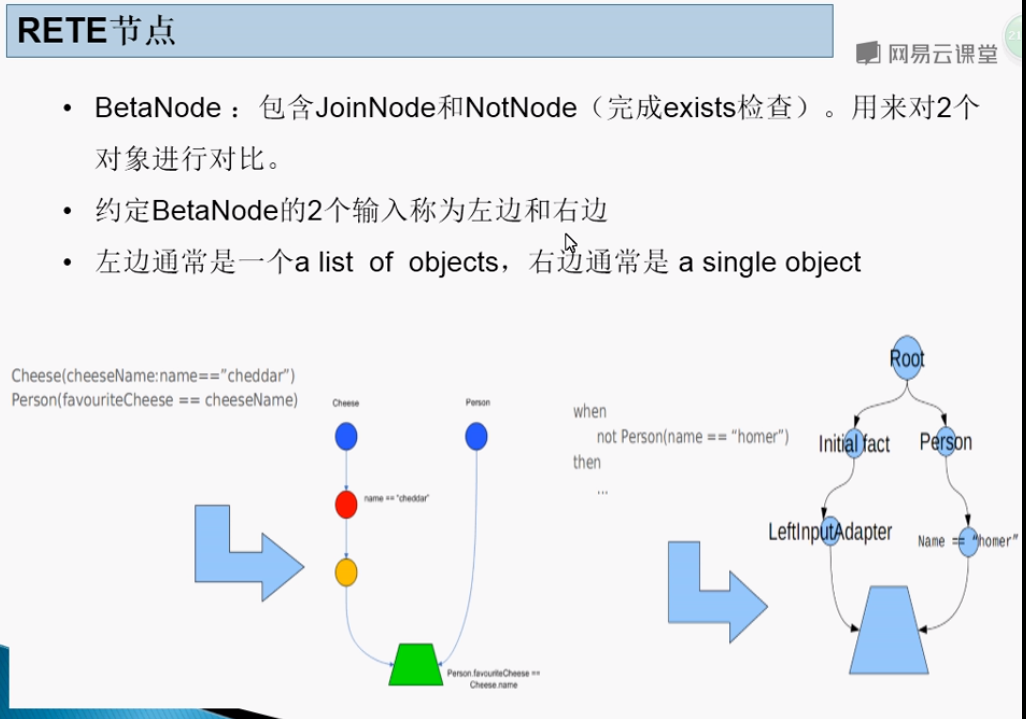 RETE节点
网易云课堂
21
• BetaNode ：包含JoinNode和NotNode（完成exists检查）。用来对2个
对象进行对比。
• 约定BetaNode的2个输入称为左边和右边
• 左边通常是一个a list of objects，右边通常是 a single object
Cheese(cheeseName:name=="cheddar")
Person(favouriteCheese == cheeseName)
Cheese
Person
name == "cheddar"
Person.favouriteCheese ==
Cheese.name
when
not Person(name == “homer”)
then
...
Root
Initial fact
Person
LeftInputAdapter
Name == “homer”